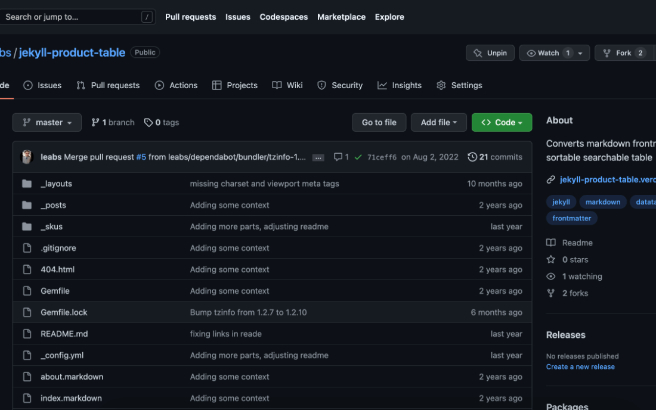 Search or jump to... /
Pull requests Issues Codespaces Marketplace Explore
bs / jekyll-product-table Public
Unpin Watch 1 Fork 2
de Issues Pull requests Actions Projects Wiki Security Insights Settings
master 1 branch 0 tags Go to file Add file Code
leabs Merge pull request #5 from leabs/dependabot/bundler/tzinfo-1.... ... 1 71ceff6 on Aug 2, 2022 21 commits
_layouts missing charset and viewport meta tags 10 months ago
_posts Adding some context 2 years ago
_skus Adding more parts, adjusting readme last year
.gitignore Adding some context 2 years ago
404.html Adding some context 2 years ago
Gemfile Adding some context 2 years ago
Gemfile.lock Bump tzinfo from 1.2.7 to 1.2.10 6 months ago
README.md fixing links in reade last year
_config.yml Adding more parts, adjusting readme last year
about.markdown Adding some context 2 years ago
index.markdown Adding some context 2 years ago
About
Converts markdown frontm
sortable searchable table
jekyll-product-table.verc
jekyll markdown datata
frontmatter
Readme
0 stars
1 watching
2 forks
Releases
No releases published
Create a new release
Packages